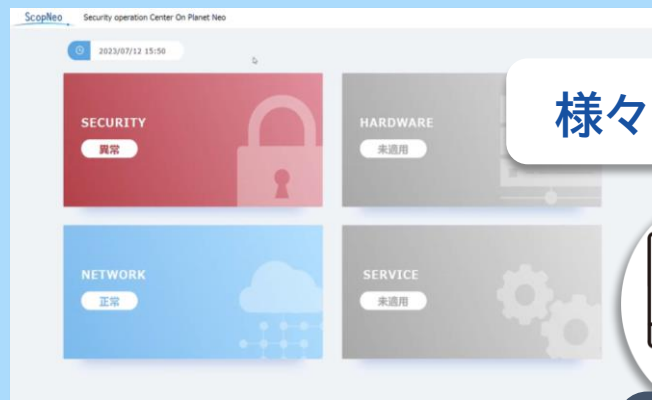 ScopNeo Security operation Center On Planet Neo
2023/07/12 15:50
SECURITY
異常
HARDWARE
未適用
様々
NETWORK
正常
SERVICE
未適用